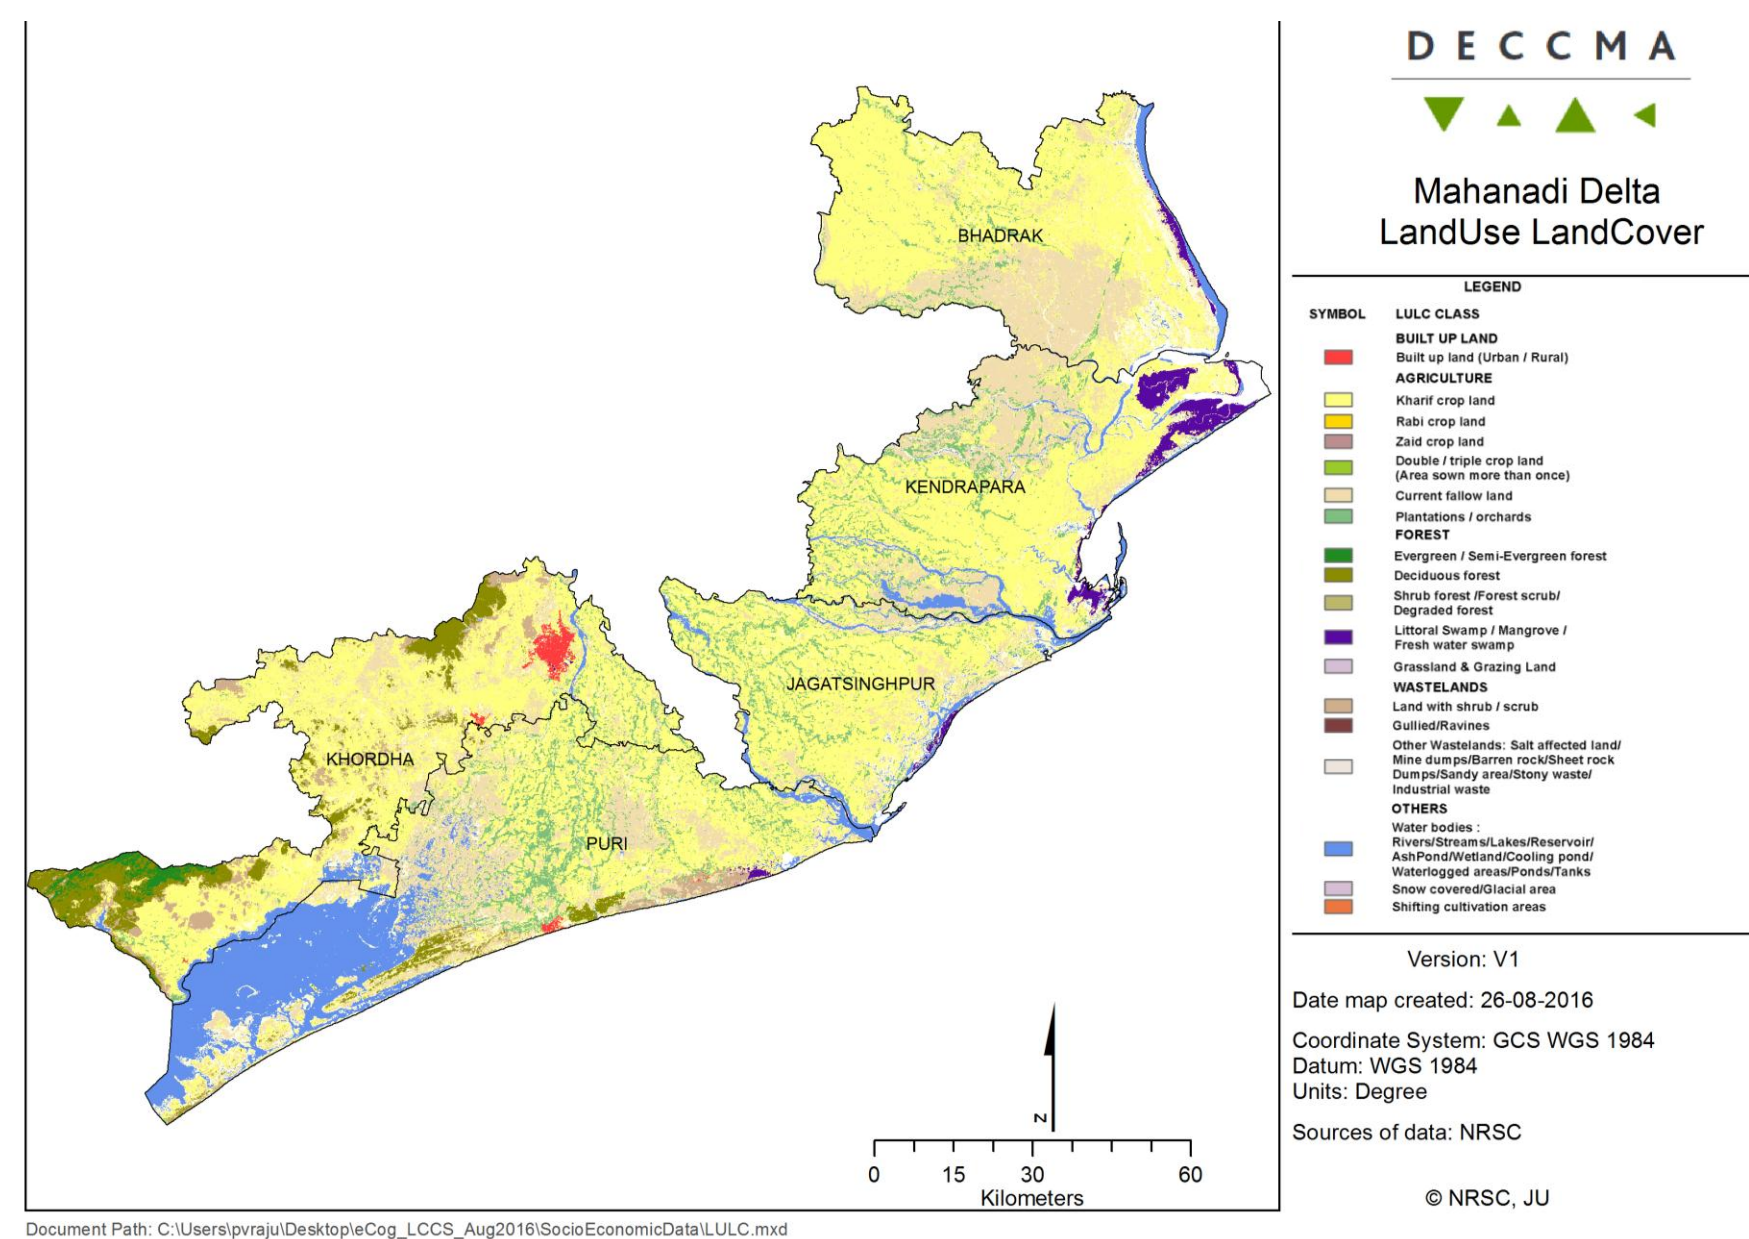 DECCMA
Mahanadi Delta
LandUse LandCover
LEGEND
SYMBOL LULC CLASS
BUILT UP LAND
Built up land (Urban / Rural)
AGRICULTURE
Kharif crop land
Rabi crop land
Zaid crop land
Double / triple crop land
(Area sown more than once)
Current fallow land
Plantations / orchards
FOREST
Evergreen / Semi-Evergreen forest
Deciduous forest
Shrub forest /Forest scrub/
Degraded forest
Littoral Swamp / Mangrove /
Fresh water swamp
Grassland & Grazing Land
WASTELANDS
Land with shrub / scrub
Gullied/Ravines
Other Wastelands: Salt affected land/
Mine dumps/Barren rock/Sheet rock
Dumps/Sandy area/Stony waste/
Industrial waste
OTHERS
Water bodies :
Rivers/Streams/Lakes/Reservoir/
AshPond/Wetland/Cooling pond/
Waterlogged areas/Ponds/Tanks
Snow covered/Glacial area
Shifting cultivation areas
Version: V1
Date map created: 26-08-2016
Coordinate System: GCS WGS 1984
Datum: WGS 1984
Units: Degree
Sources of data: NRSC
© NRSC, JU
BHADRAK
KENDRAPARA
JAGATSINGHPUR
KHORDHA
PURI
N
0 15 30 60
Kilometers
Document Path: C:\Users\pvraju\Desktop\eCog_LCCS_Aug2016\SocioEconomicData\LULC.mxd